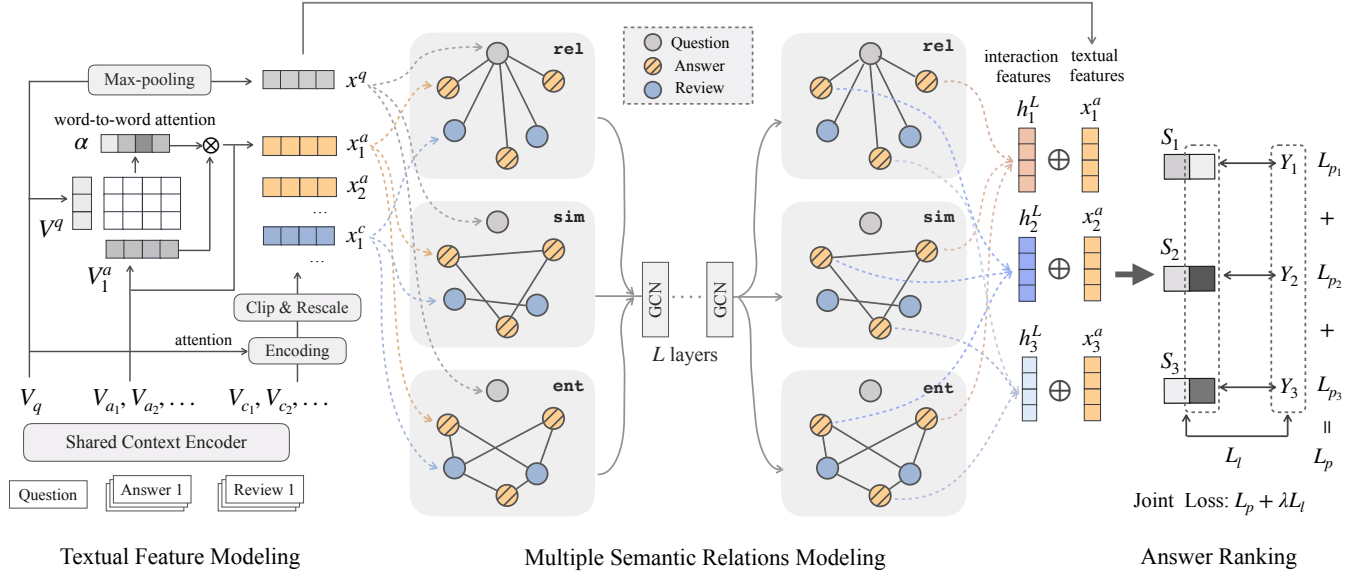 Max-pooling
x^q
word-to-word attention
α
x_1^a
x_2^a
...
V^q
x_1^c
...
V_1^a
Clip & Rescale
attention
Encoding
V_q
V_{a_1}, V_{a_2}, . . .
V_{c_1}, V_{c_2}, . . .
Shared Context Encoder
Question
Answer 1
Review 1
Textual Feature Modeling
rel
sim
ent
Question
Answer
Review
GCN
. . . .
GCN
L layers
rel
sim
ent
Multiple Semantic Relations Modeling
interaction
features
textual
features
h_1^L ⊕ x_1^a
h_2^L ⊕ x_2^a
h_3^L ⊕ x_3^a
S_1
Y_1
L_{p_1}
+
S_2
Y_2
L_{p_2}
+
S_3
Y_3
L_{p_3}
=
L_l
L_p
Joint Loss: L_p + λL_l
Answer Ranking